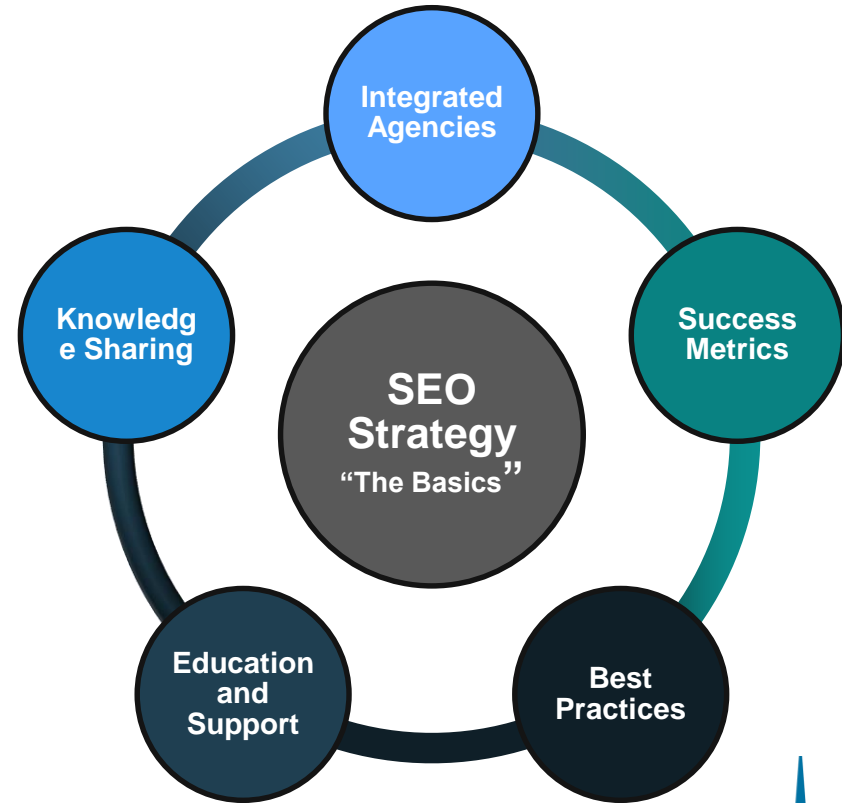 Integrated
Agencies
Knowledg
e Sharing
Success
Metrics
SEO
Strategy
“The Basics”
Education
and
Support
Best
Practices